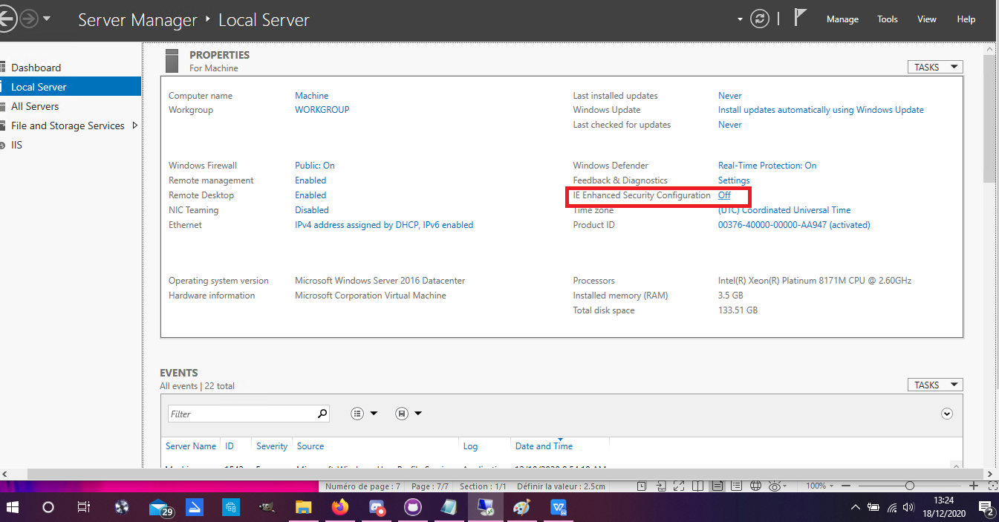 Server Manager ‣ Local Server
Manage Tools View Help
Dashboard
Local Server
All Servers
File and Storage Services
IIS
PROPERTIES
For Machine
TASKS
Computer name Machine
Workgroup WORKGROUP
Last installed updates Never
Windows Update Install updates automatically using Windows Update
Last checked for updates Never
Windows Firewall Public: On
Remote management Enabled
Remote Desktop Enabled
NIC Teaming Disabled
Ethernet IPv4 address assigned by DHCP, IPv6 enabled
Windows Defender Real-Time Protection: On
Feedback & Diagnostics Settings
IE Enhanced Security Configuration Off
Time zone (UTC) Coordinated Universal Time
Product ID 00376-40000-00000-AA947 (activated)
Operating system version Microsoft Windows Server 2016 Datacenter
Hardware information Microsoft Corporation Virtual Machine
Processors Intel(R) Xeon(R) Platinum 8171M CPU @ 2.60GHz
Installed memory (RAM) 3.5 GB
Total disk space 133.51 GB
EVENTS
All events | 22 total
TASKS
Filter
Server Name ID Severity Source Log Date and Time
Numéro de page : 7 Page : 7/7 Section : 1/1 Définir la valeur : 2.5cm 100%
29
13:24
18/12/2020
2